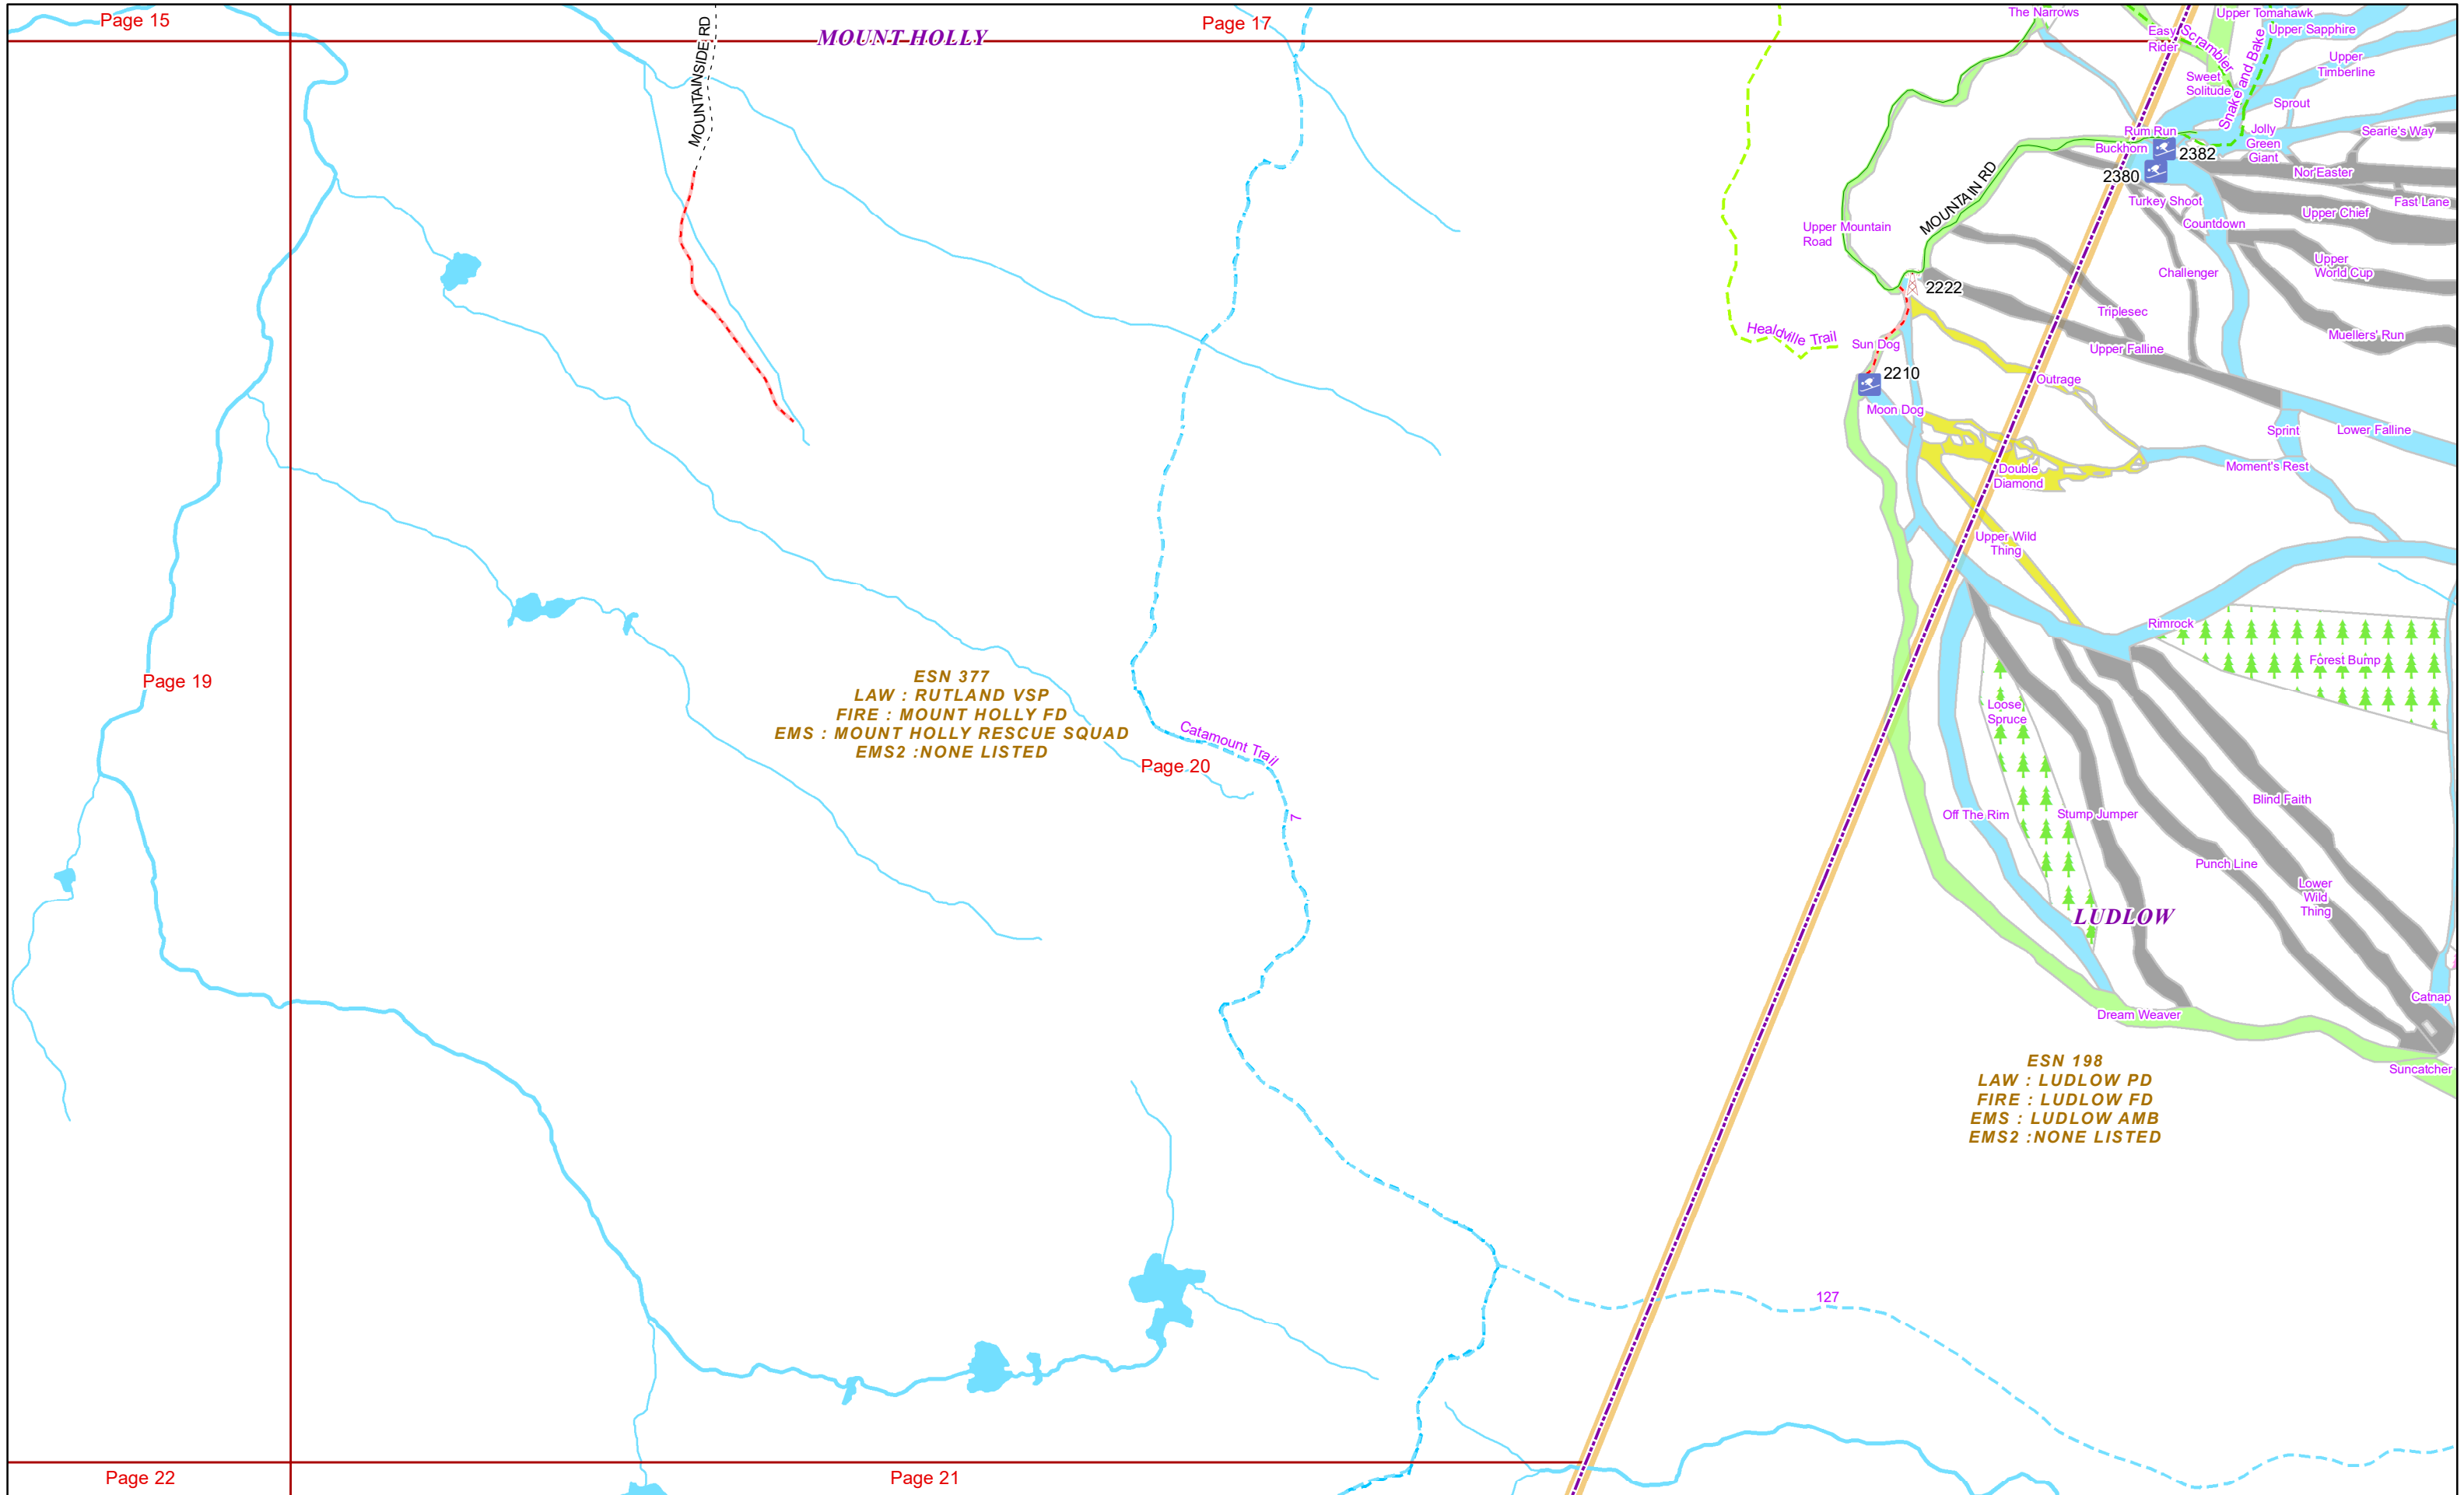 Page 15
MOUNTAINSIDE RD
MOUNT HOLLY
Page 17
The Narrows
Upper Tomahawk
Easy
Rider
Scrambler
Snake and Bake
Upper Sapphire
Upper
Timberline
Sweet
Solitude
Sprout
Rum Run
Jolly
Green
Giant
Searle's Way
Buckhorn
2382
2380
Nor'Easter
MOUNTAIN RD
Turkey Shoot
Fast Lane
Upper Chief
Countdown
Upper Mountain
Road
Challenger
Upper
World Cup
2222
Triplesec
Healdville Trail
Sun Dog
Upper Falline
Muellers' Run
2210
Outrage
Moon Dog
Sprint
Lower Falline
Double
Diamond
Moment's Rest
Upper Wild
Thing
Rimrock
Forest Bump
Page 19
ESN 377
LAW : RUTLAND VSP
FIRE : MOUNT HOLLY FD
EMS : MOUNT HOLLY RESCUE SQUAD
EMS2 :NONE LISTED
Catamount Trail
Page 20
7
Loose
Spruce
Off The Rim
Stump Jumper
Blind Faith
Punch Line
Lower
Wild
Thing
LUDLOW
Catnap
Dream Weaver
Suncatcher
ESN 198
LAW : LUDLOW PD
FIRE : LUDLOW FD
EMS : LUDLOW AMB
EMS2 :NONE LISTED
127
Page 22
Page 21